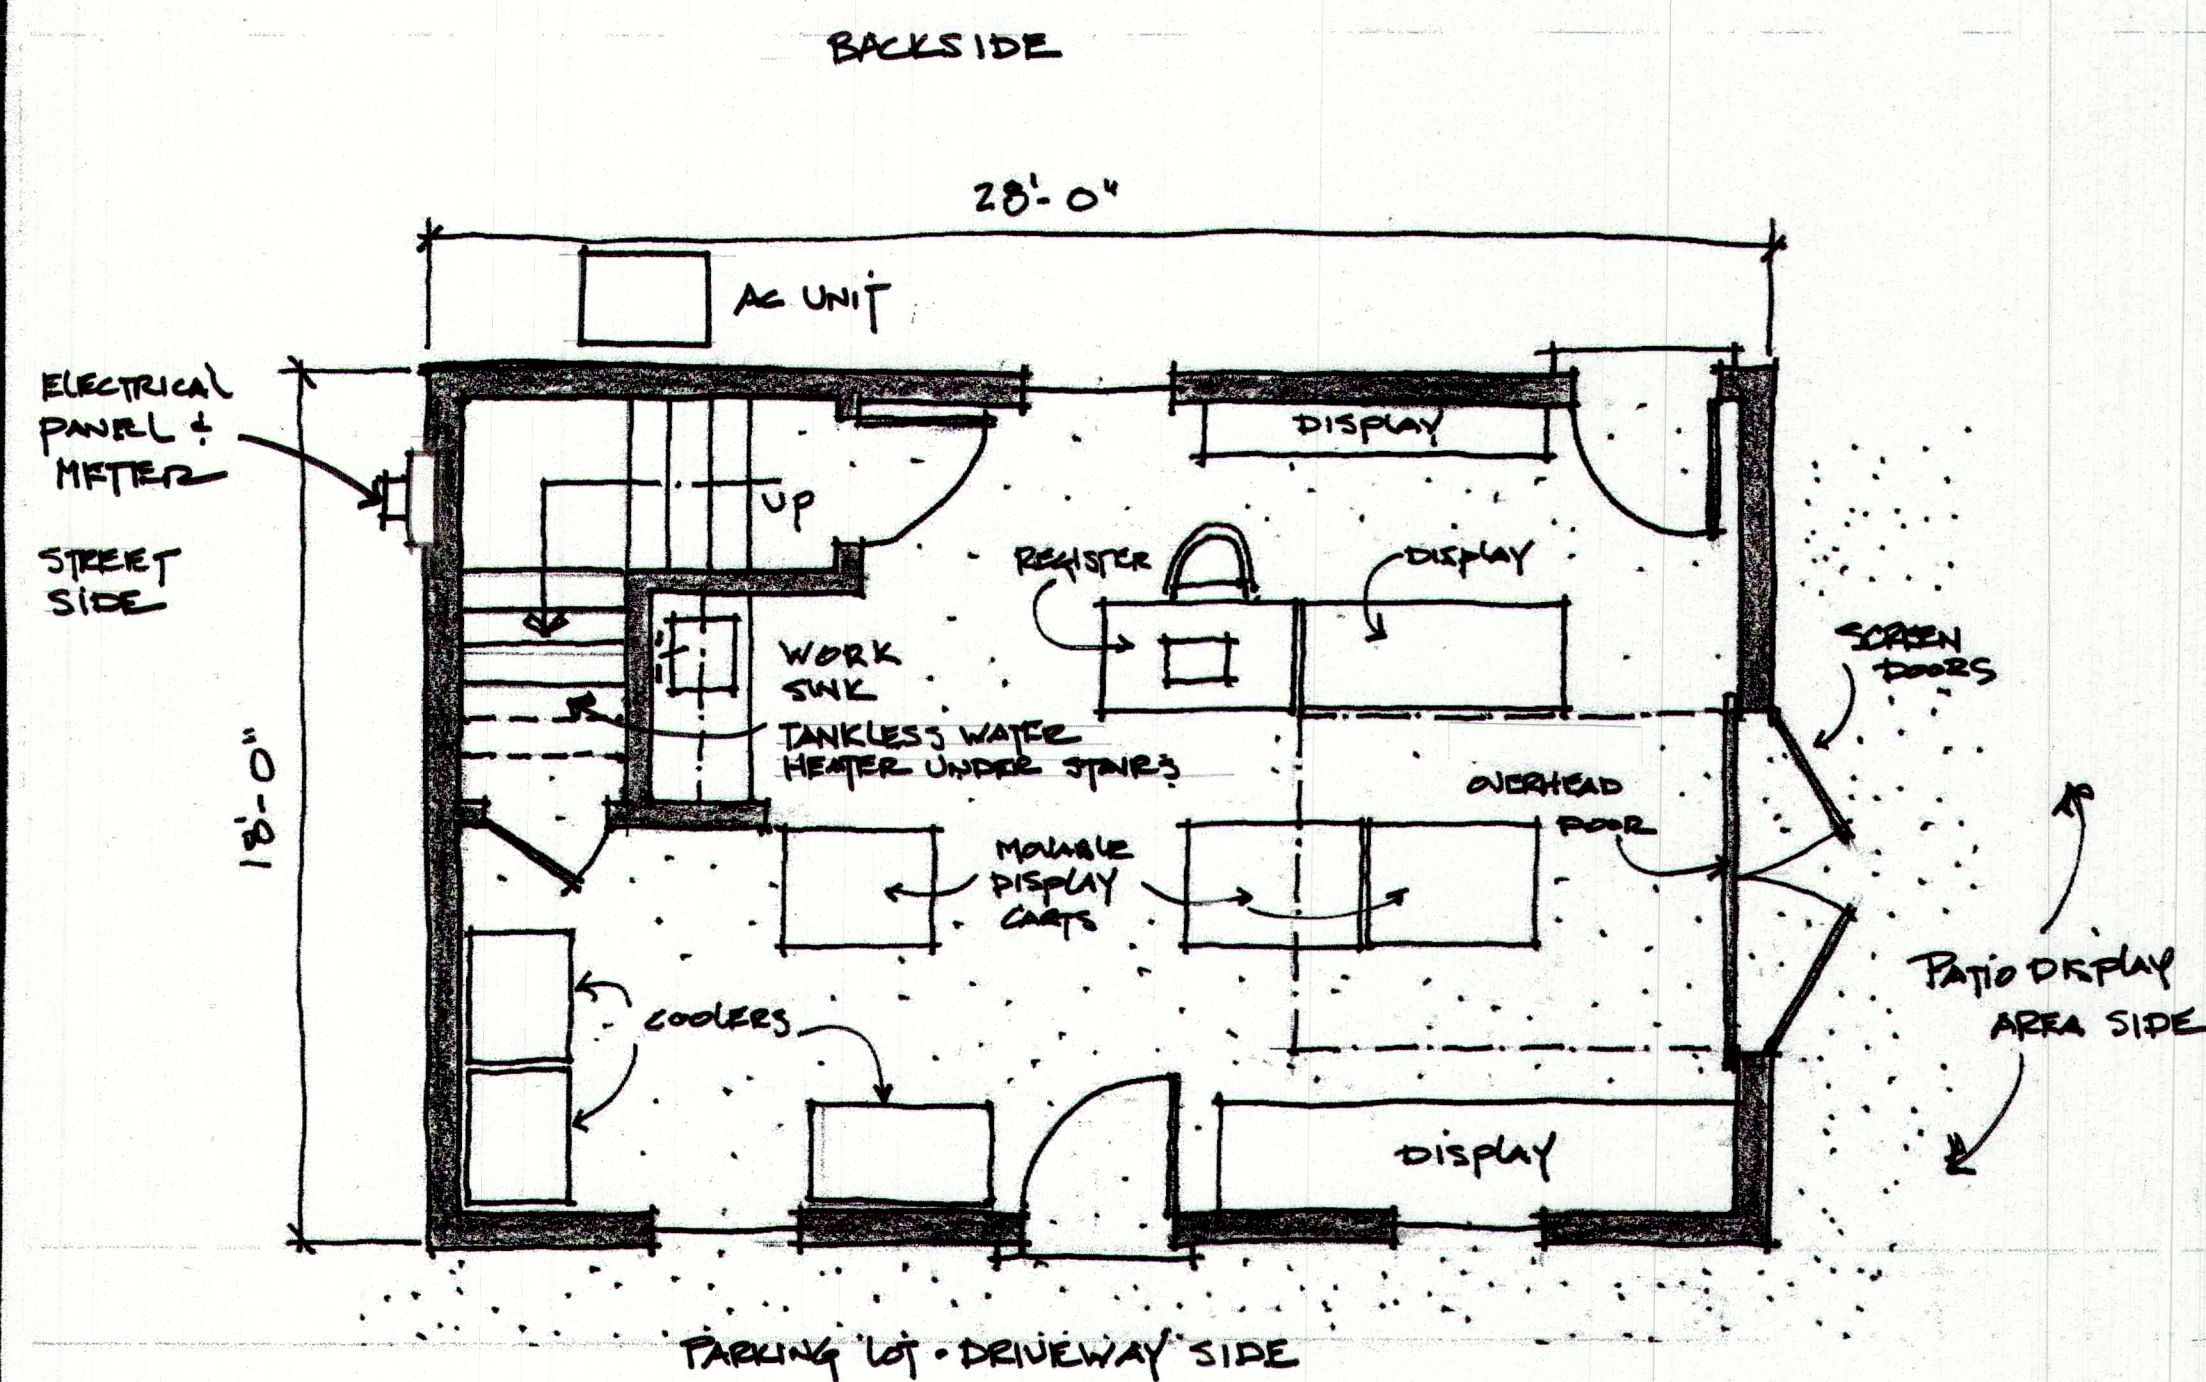 BACKSIDE
28'-0"
AC UNIT
ELECTRICAL
PANEL &
METER
STREET
SIDE
18'-0"
DISPLAY
UP
REGISTER
DISPLAY
SCREEN
DOORS
WORK
SINK
TANKLESS WATER
HEATER UNDER STAIRS
OVERHEAD
DOOR
MOVABLE
DISPLAY
CARTS
COOLERS
PATIO DISPLAY
AREA SIDE
DISPLAY
PARKING LOT • DRIVEWAY SIDE